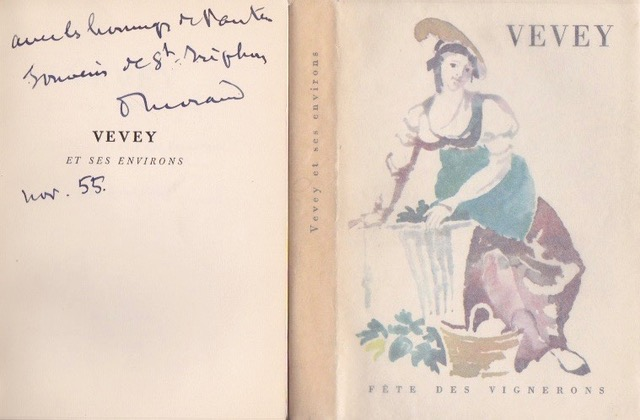 avec les hommages de l'auteur
Souvenir de St. Triphon
VEVEY
ET SES ENVIRONS
nov. 55.
Vevey et ses environs
VEVEY
FÊTE DES VIGNERONS